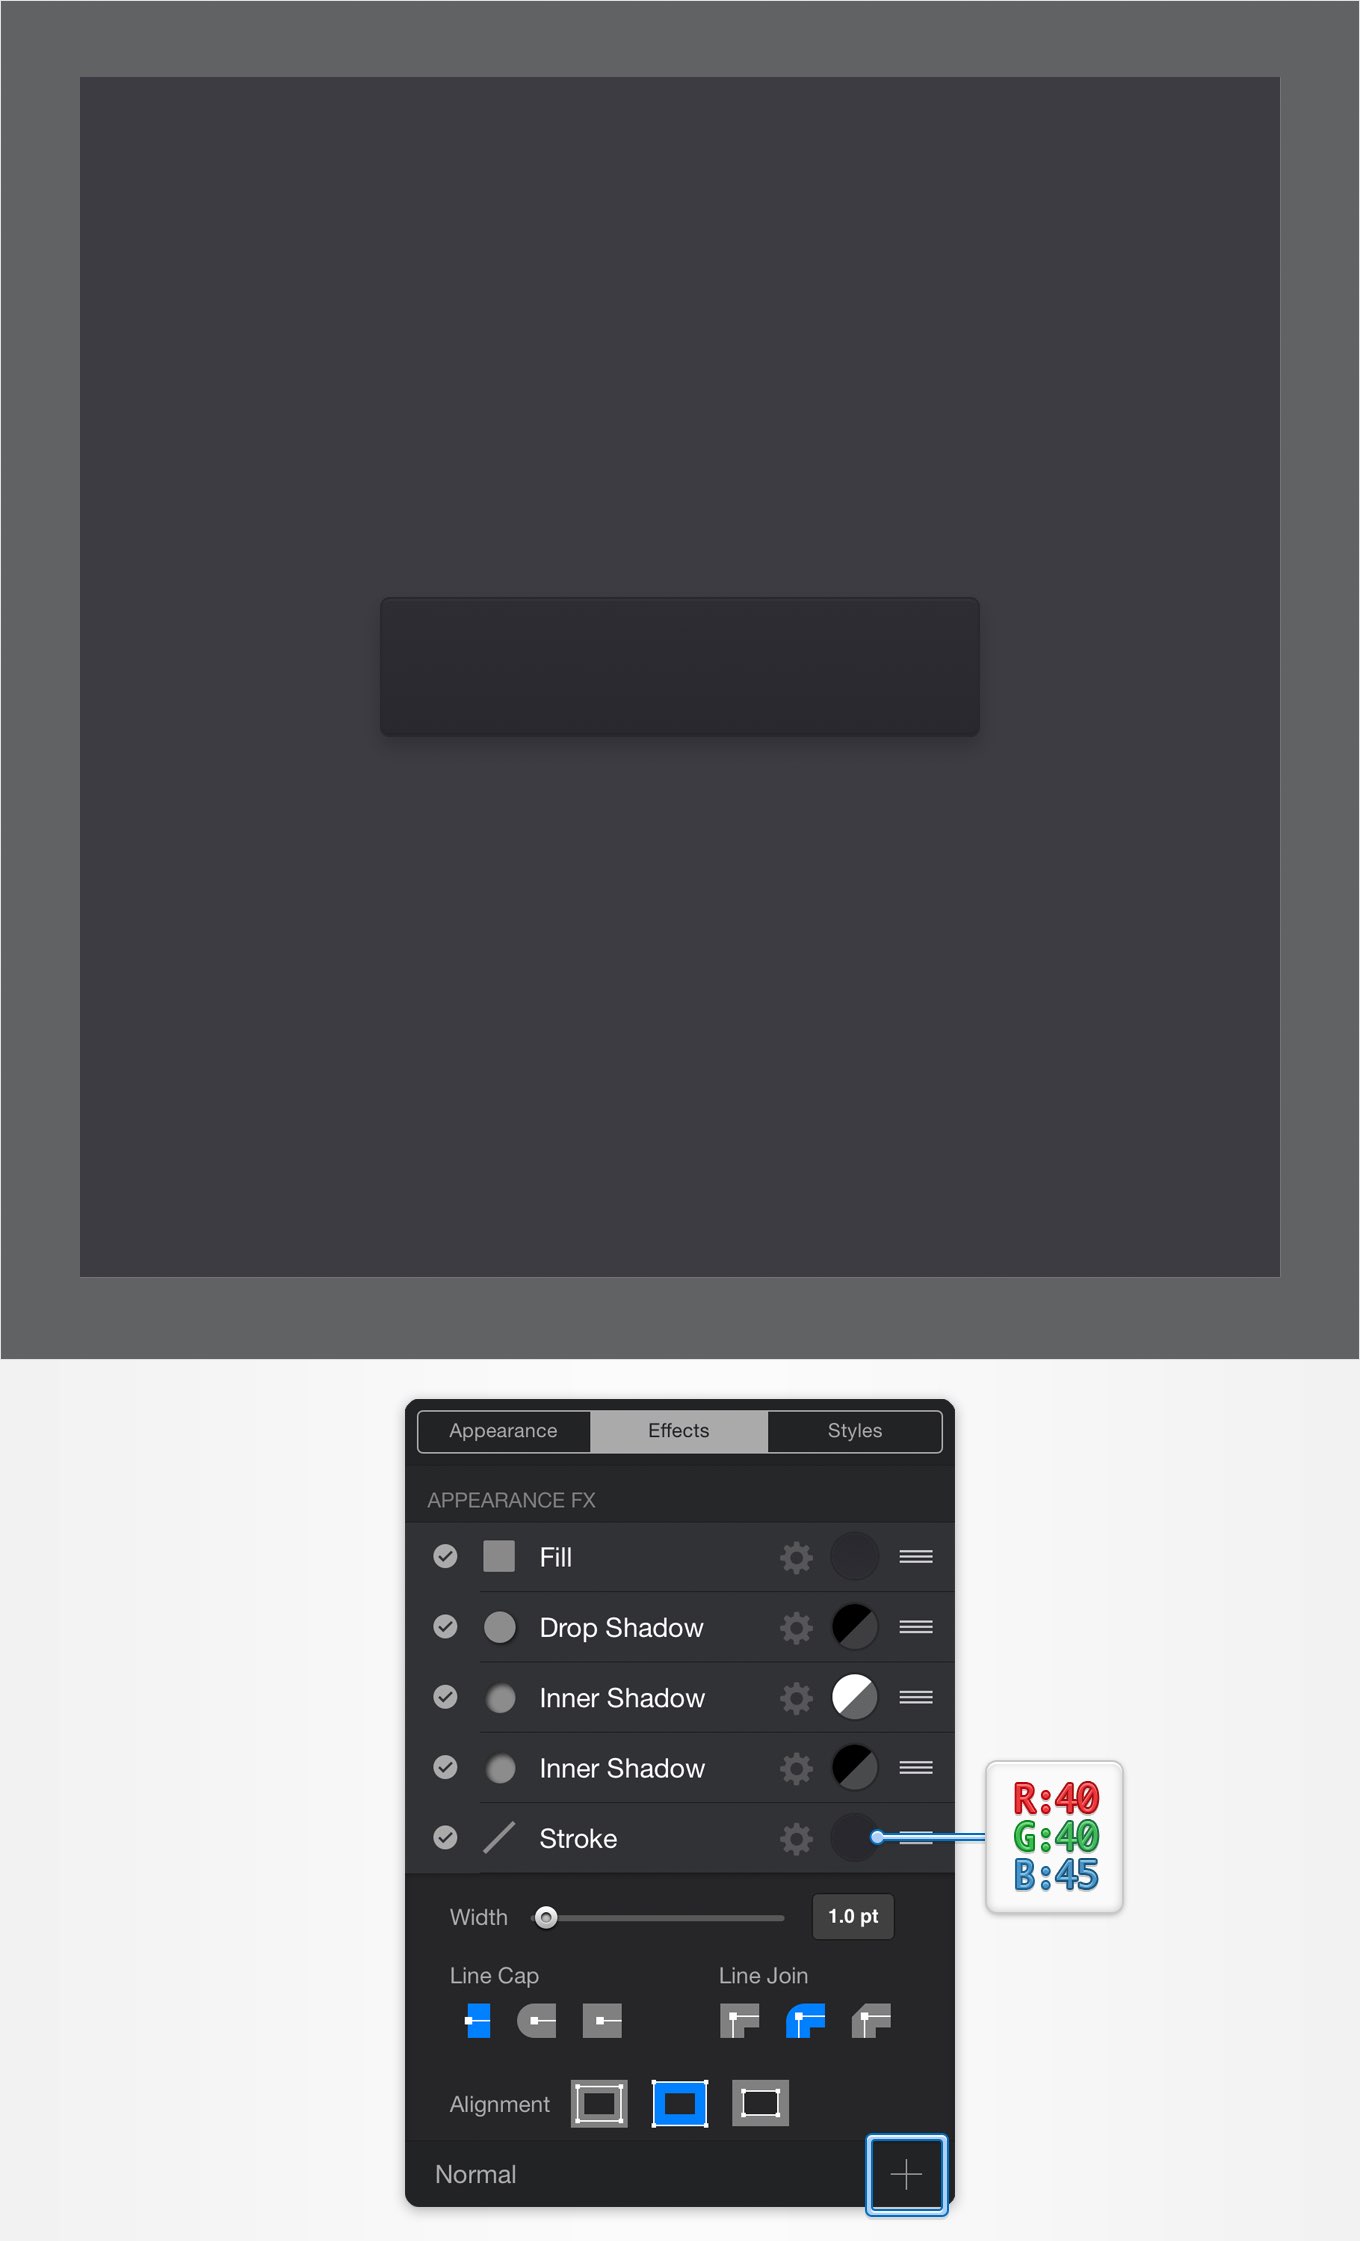 Appearance Effects Styles
APPEARANCE FX
Fill
Drop Shadow
Inner Shadow
Inner Shadow
Stroke
R:40
G:40
B:45
Width 1.0 pt
Line Cap Line Join
Alignment
Normal